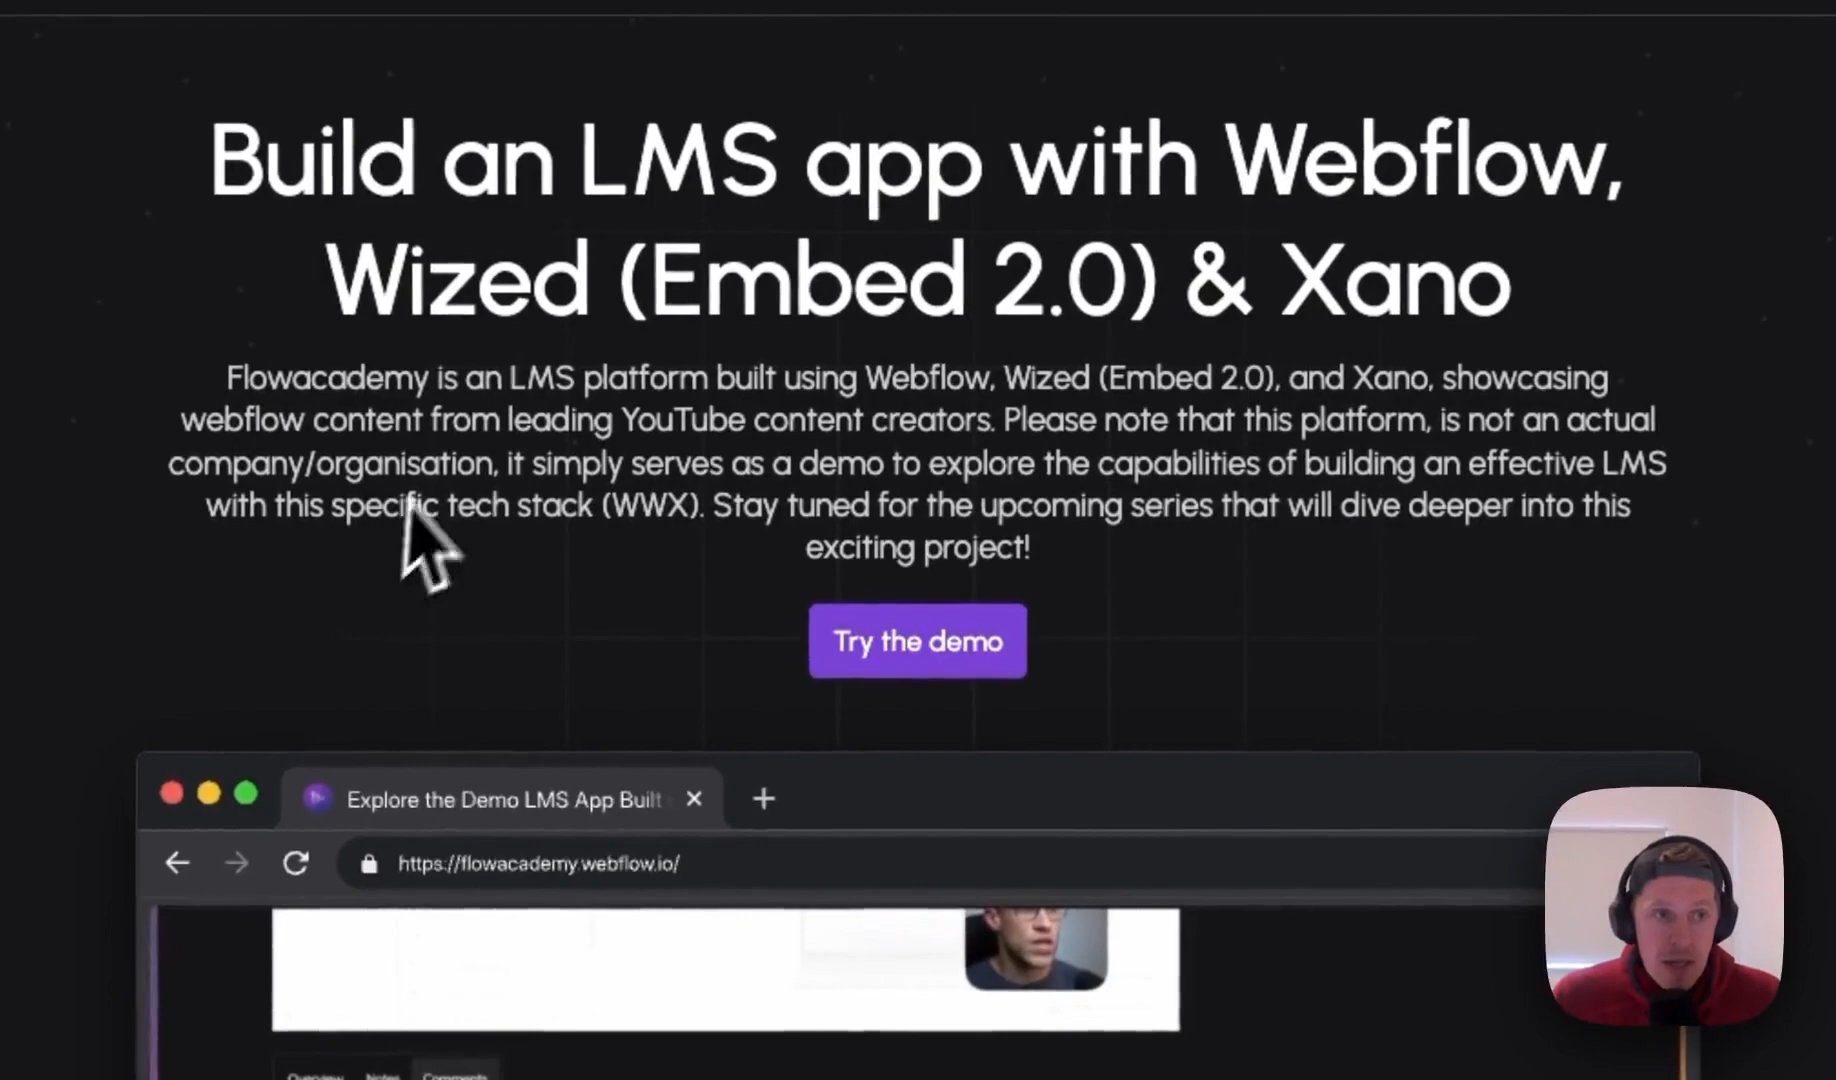 Build an LMS app with Webflow,
Wized (Embed 2.0) & Xano
Flowacademy is an LMS platform built using Webflow, Wized (Embed 2.0), and Xano, showcasing
webflow content from leading YouTube content creators. Please note that this platform, is not an actual
company/organisation, it simply serves as a demo to explore the capabilities of building an effective LMS
with this specific tech stack (WWX). Stay tuned for the upcoming series that will dive deeper into this
exciting project!
Try the demo
Explore the Demo LMS App Built
https://flowacademy.webflow.io/
Overview Notes Comments